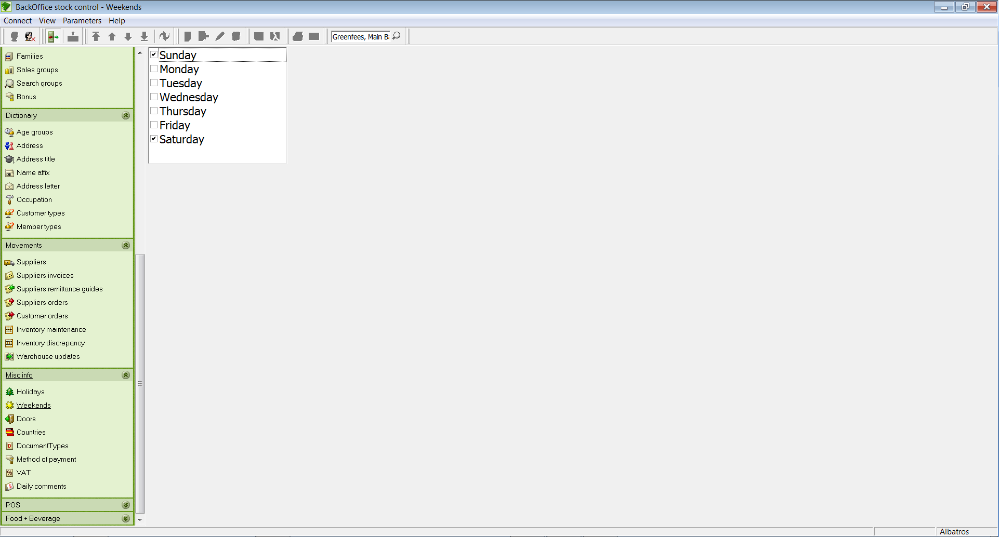 BackOffice stock control - Weekends
Connect View Parameters Help
Greenfees, Main Ba
Families
Sales groups
Search groups
Bonus
Dictionary
Age groups
Address
Address title
Name affix
Address letter
Occupation
Customer types
Member types
Movements
Suppliers
Suppliers invoices
Suppliers remittance guides
Suppliers orders
Customer orders
Inventory maintenance
Inventory discrepancy
Warehouse updates
Misc info
Holidays
Weekends
Doors
Countries
DocumentTypes
Method of payment
VAT
Daily comments
POS
Food + Beverage
Sunday
Monday
Tuesday
Wednesday
Thursday
Friday
Saturday
Albatros